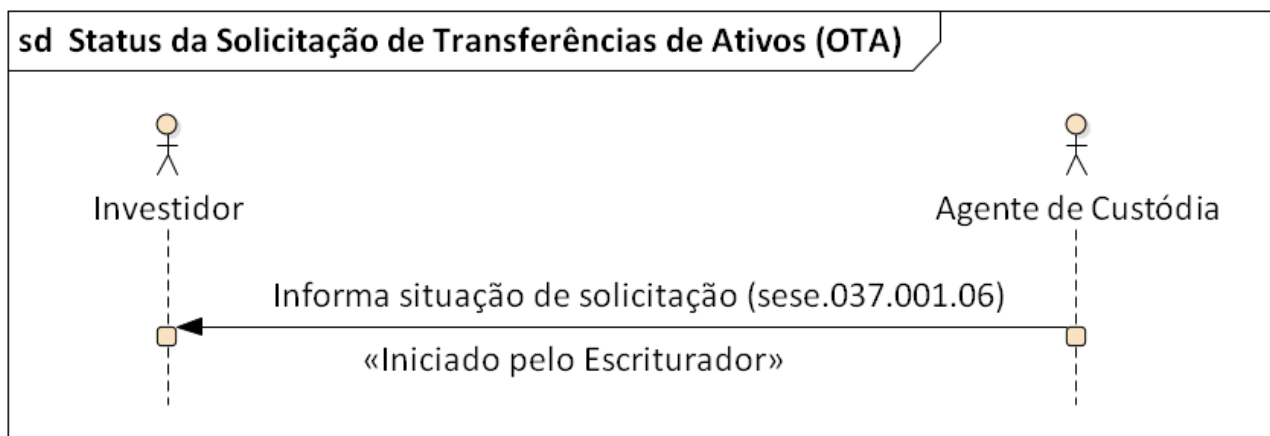 sd Status da Solicitação de Transferências de Ativos (OTA)
Investidor
Agente de Custódia
Informa situação de solicitação (sese.037.001.06)
«Iniciado pelo Escriturador»